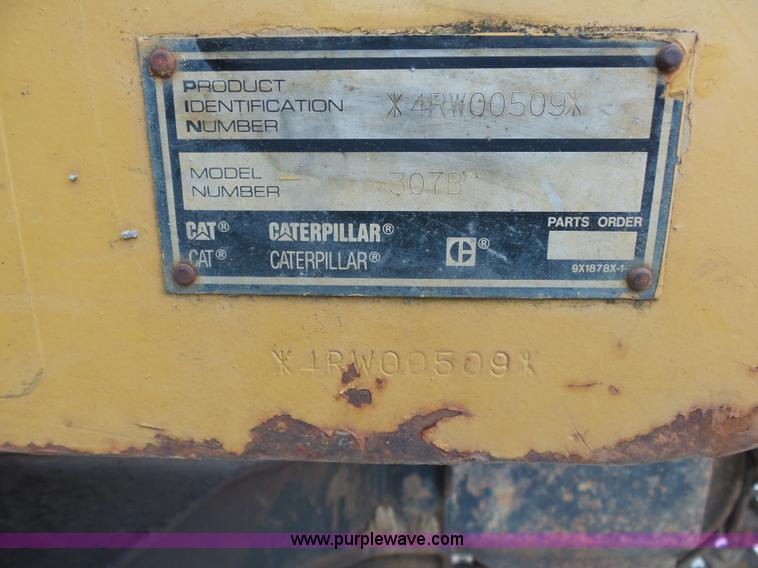 PRODUCT
IDENTIFICATION
NUMBER
*4RW00509*
MODEL
NUMBER
307B
CAT® CATERPILLAR®
CAT® CATERPILLAR®
C®
PARTS ORDER
9X1878X-1
*4RW00509*
www.purplewave.com